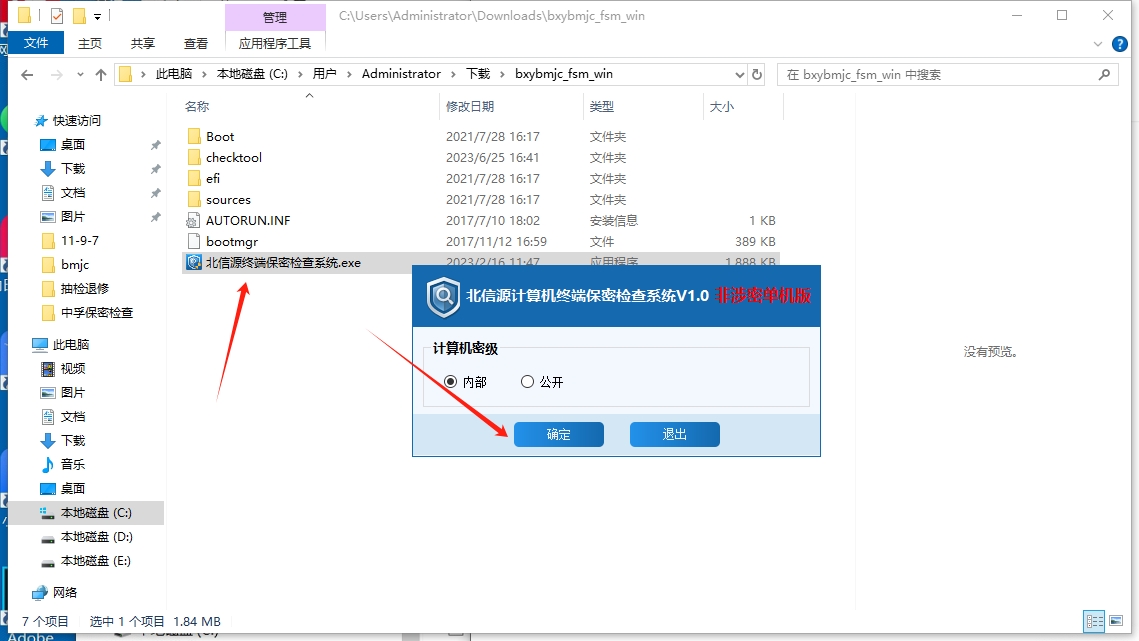 管理
C:\Users\Administrator\Downloads\bxybmjc_fsm_win
文件 主页 共享 查看 应用程序工具
此电脑 本地磁盘 (C:) 用户 Administrator 下载 bxybmjc_fsm_win
在 bxybmjc_fsm_win 中搜索
名称 修改日期 类型 大小
快速访问
桌面
下载
文档
图片
11-9-7
bmjc
抽检退修
中孚保密检查
此电脑
视频
图片
文档
下载
音乐
桌面
本地磁盘 (C:)
本地磁盘 (D:)
本地磁盘 (E:)
网络
Boot 2021/7/28 16:17 文件夹
checktool 2023/6/25 16:41 文件夹
efi 2021/7/28 16:17 文件夹
sources 2021/7/28 16:17 文件夹
AUTORUN.INF 2017/7/10 18:02 安装信息 1 KB
bootmgr 2017/11/12 16:59 文件 389 KB
北信源终端保密检查系统.exe 2023/2/16 11:47 应用程序 1,888 KB
北信源计算机终端保密检查系统V1.0 非涉密单机版
计算机密级
内部 公开
确定 退出
没有预览。
7 个项目 选中 1 个项目 1.84 MB
Adobe